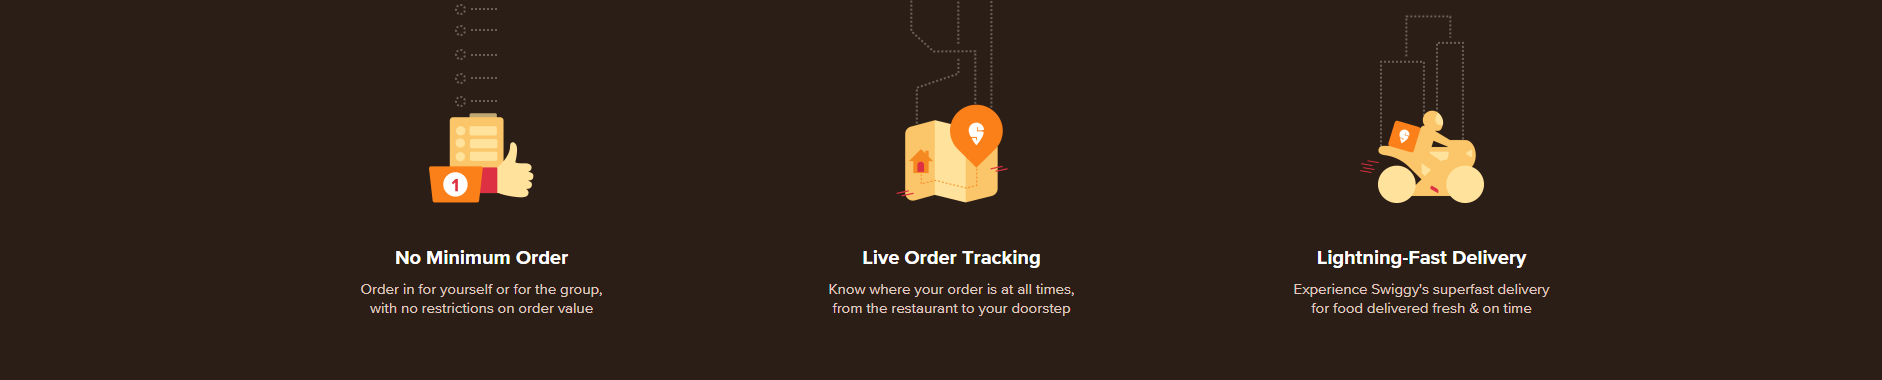 1
No Minimum Order
Order in for yourself or for the group,
with no restrictions on order value
Live Order Tracking
Know where your order is at all times,
from the restaurant to your doorstep
Lightning-Fast Delivery
Experience Swiggy's superfast delivery
for food delivered fresh & on time